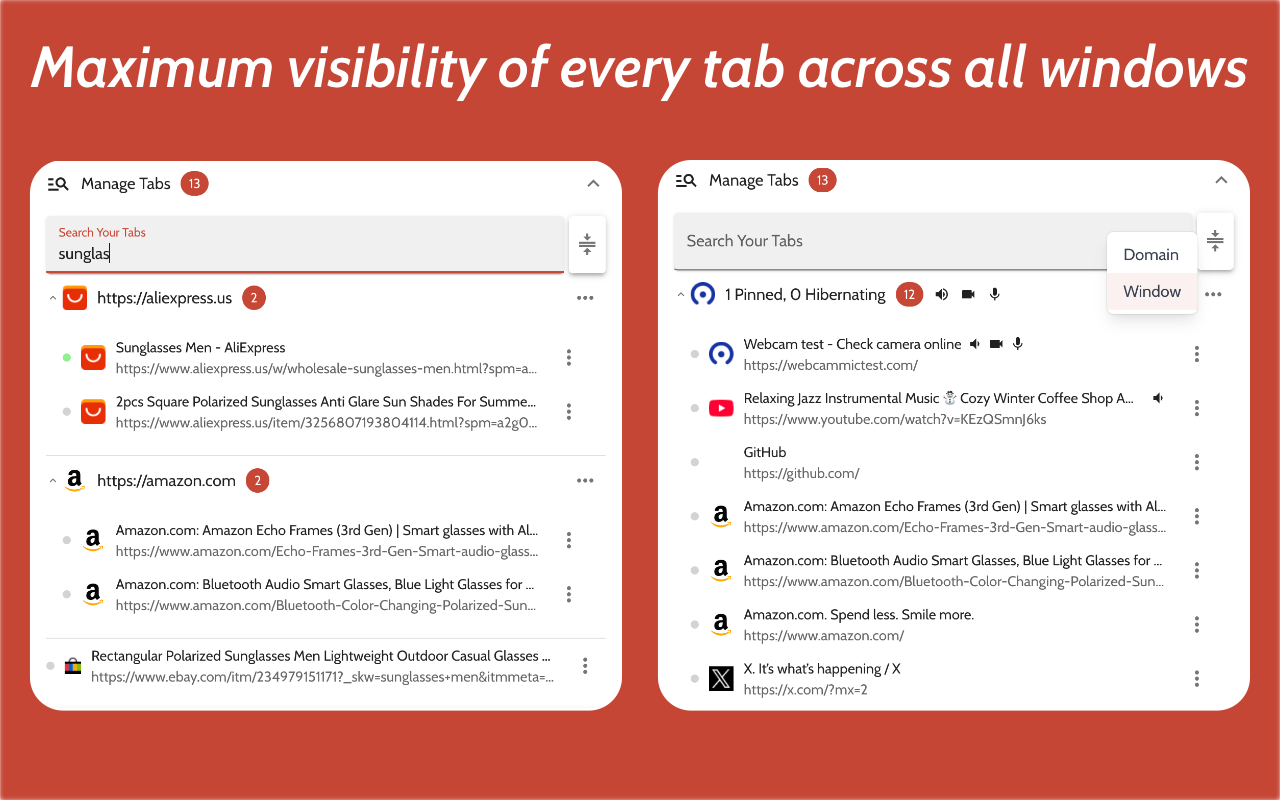 Maximum visibility of every tab across all windows
Manage Tabs 13
Search Your Tabs
sunglas
https://aliexpress.us 2
Sunglasses Men - AliExpress
https://www.aliexpress.us/w/wholesale-sunglasses-men.html?spm=a...
2pcs Square Polarized Sunglasses Anti Glare Sun Shades For Summe...
https://www.aliexpress.us/item/3256807193804114.html?spm=a2g0...
https://amazon.com 2
Amazon.com: Amazon Echo Frames (3rd Gen) | Smart glasses with Al...
https://www.amazon.com/Echo-Frames-3rd-Gen-Smart-audio-glass...
Amazon.com: Bluetooth Audio Smart Glasses, Blue Light Glasses for ...
https://www.amazon.com/Bluetooth-Color-Changing-Polarized-Sun...
Rectangular Polarized Sunglasses Men Lightweight Outdoor Casual Glasses ...
https://www.ebay.com/itm/234979151171?_skw=sunglasses+men&itmmeta=...
Manage Tabs 13
Search Your Tabs
Domain
Window
1 Pinned, 0 Hibernating 12
Webcam test - Check camera online
https://webcammictest.com/
Relaxing Jazz Instrumental Music ☃️ Cozy Winter Coffee Shop A...
https://www.youtube.com/watch?v=KEzQSmnJ6ks
GitHub
https://github.com/
Amazon.com: Amazon Echo Frames (3rd Gen) | Smart glasses with Al...
https://www.amazon.com/Echo-Frames-3rd-Gen-Smart-audio-glass...
Amazon.com: Bluetooth Audio Smart Glasses, Blue Light Glasses for ...
https://www.amazon.com/Bluetooth-Color-Changing-Polarized-Sun...
Amazon.com. Spend less. Smile more.
https://www.amazon.com/
X. It's what's happening / X
https://x.com/?mx=2